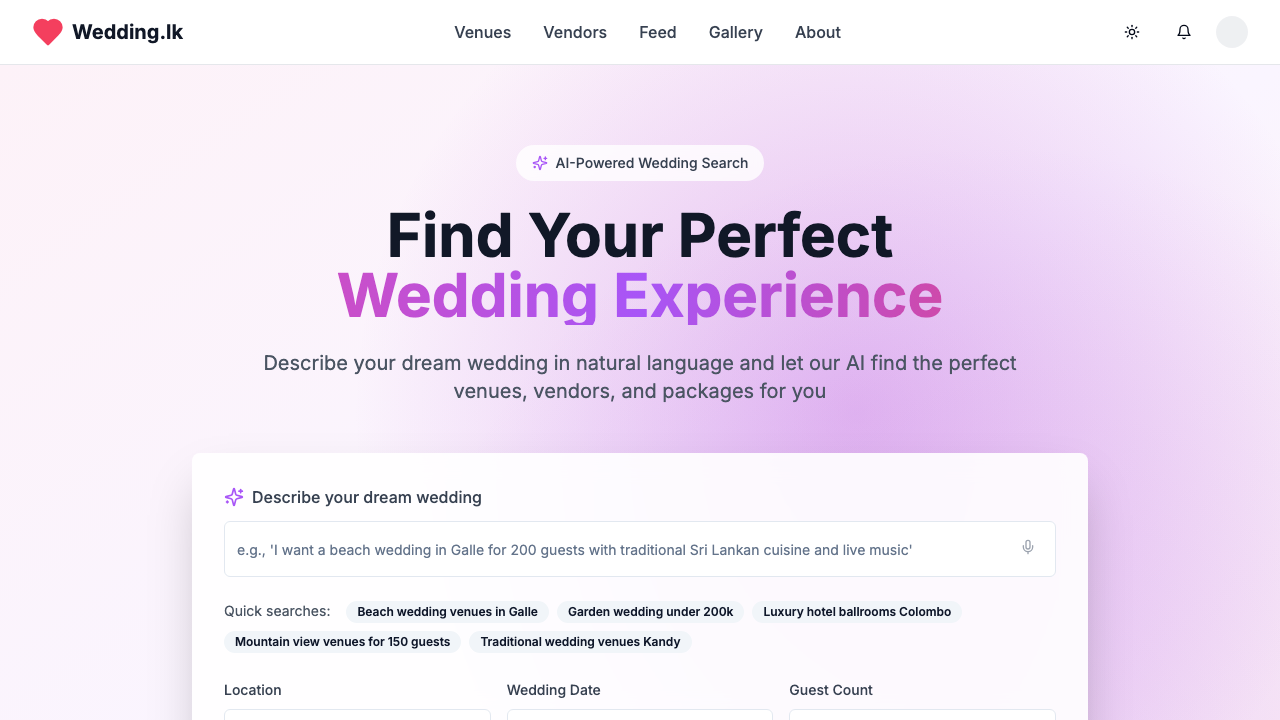 Wedding.lk
Venues Vendors Feed Gallery About
AI-Powered Wedding Search
Find Your Perfect
Wedding Experience
Describe your dream wedding in natural language and let our AI find the perfect
venues, vendors, and packages for you
Describe your dream wedding
e.g., 'I want a beach wedding in Galle for 200 guests with traditional Sri Lankan cuisine and live music'
Quick searches: Beach wedding venues in Galle Garden wedding under 200k Luxury hotel ballrooms Colombo
Mountain view venues for 150 guests Traditional wedding venues Kandy
Location Wedding Date Guest Count